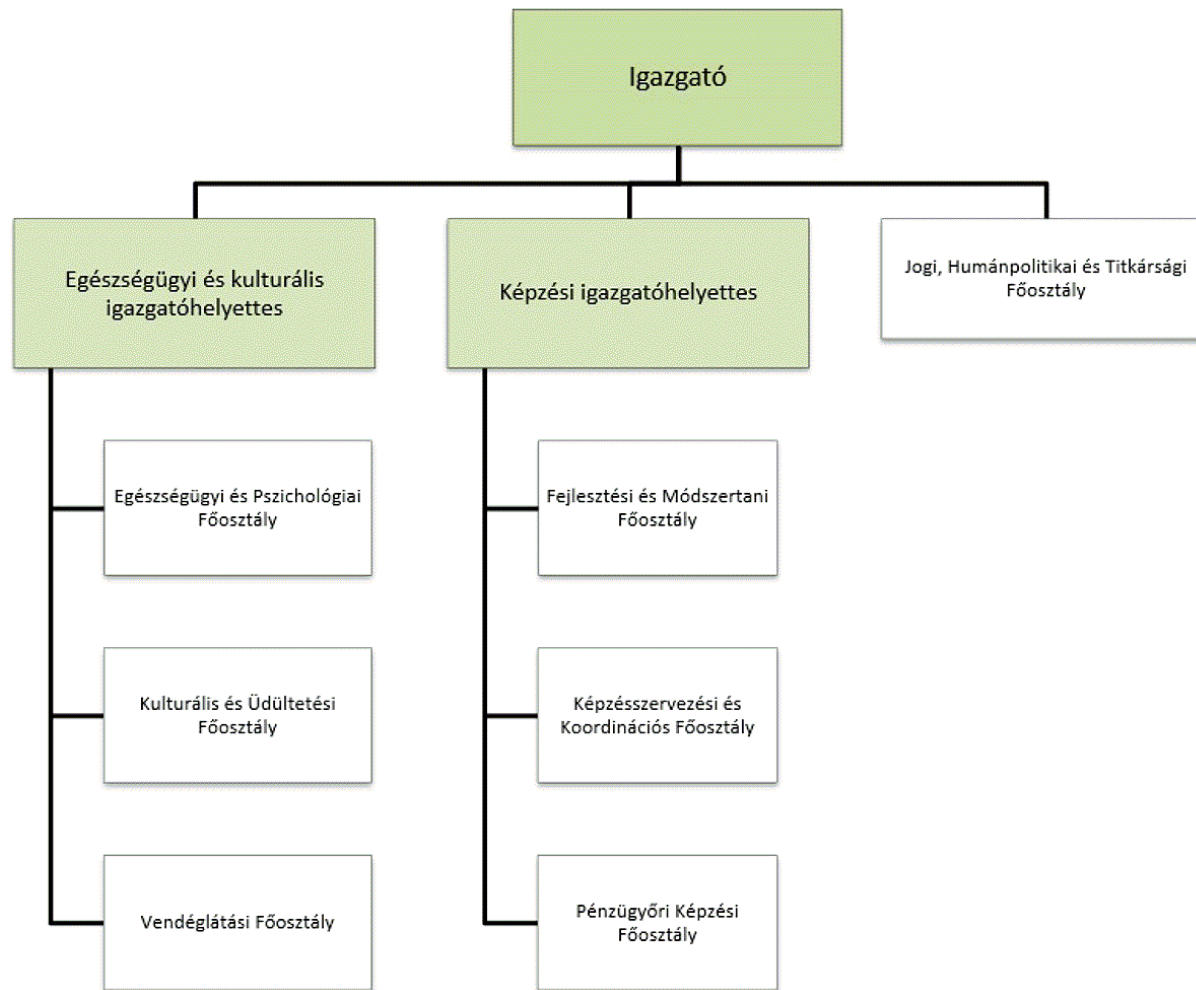 Igazgató
Egészségügyi és kulturális
igazgatóhelyettes
Képzési igazgatóhelyettes
Jogi, Humánpolitikai és Titkársági
Főosztály
Egészségügyi és Pszichológiai
Főosztály
Fejlesztési és Módszertani
Főosztály
Kulturális és Üdültetési
Főosztály
Képzésszervezési és
Koordinációs Főosztály
Vendéglátási Főosztály
Pénzügyőri Képzési
Főosztály